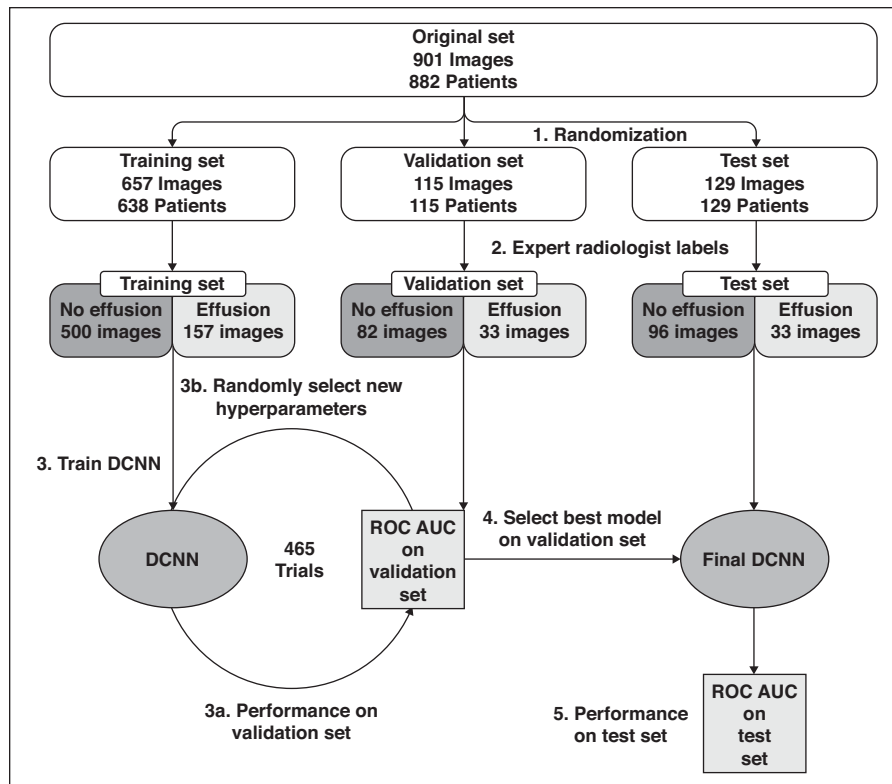 Original set
901 Images
882 Patients
1. Randomization
Training set
657 Images
638 Patients
Validation set
115 Images
115 Patients
Test set
129 Images
129 Patients
2. Expert radiologist labels
Training set
No effusion
500 images
Effusion
157 images
Validation set
No effusion
82 images
Effusion
33 images
Test set
No effusion
96 images
Effusion
33 images
3b. Randomly select new
hyperparameters
3. Train DCNN
DCNN
465
Trials
ROC AUC
on
validation
set
4. Select best model
on validation set
Final DCNN
3a. Performance on
validation set
5. Performance
on test set
ROC AUC
on
test
set